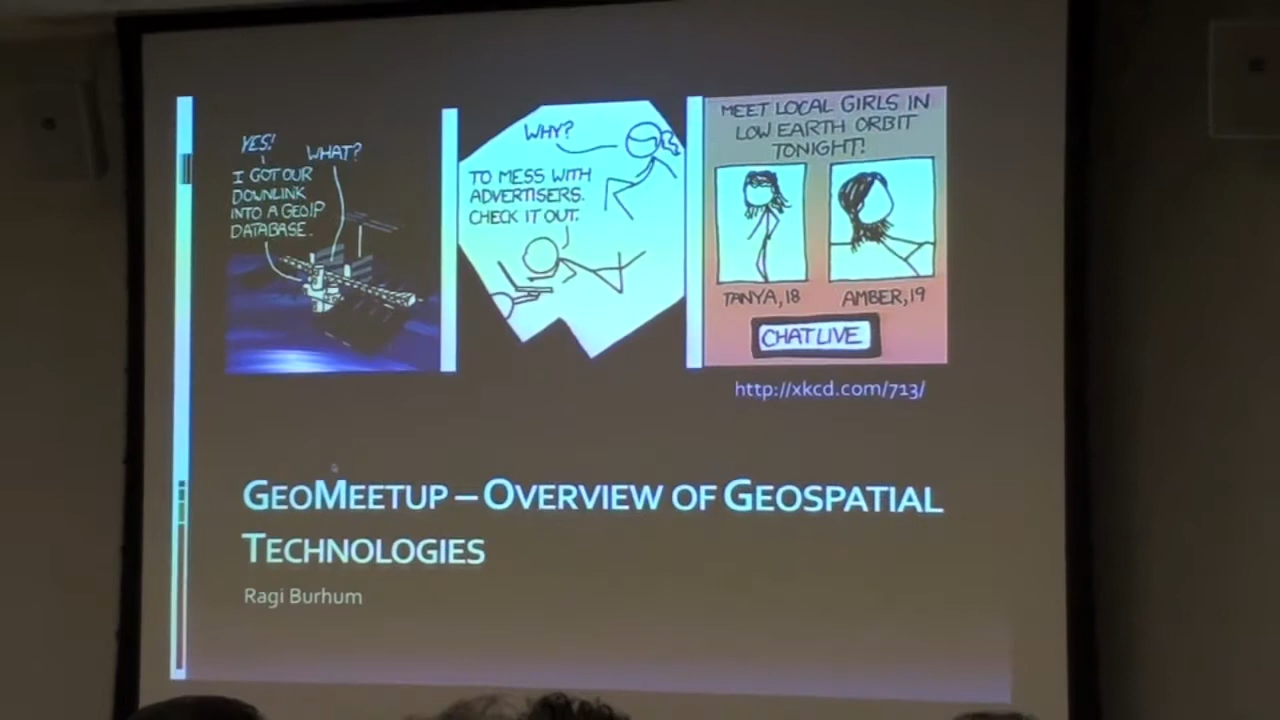 YES!
WHAT?
I GOT OUR
DOWNLINK
INTO A GEOIP
DATABASE.
WHY?
TO MESS WITH
ADVERTISERS.
CHECK IT OUT.
MEET LOCAL GIRLS IN
LOW EARTH ORBIT
TONIGHT!
TANYA, 18
AMBER, 19
CHAT LIVE
http://xkcd.com/713/
GEOMEETUP – OVERVIEW OF GEOSPATIAL
TECHNOLOGIES
Ragi Burhum